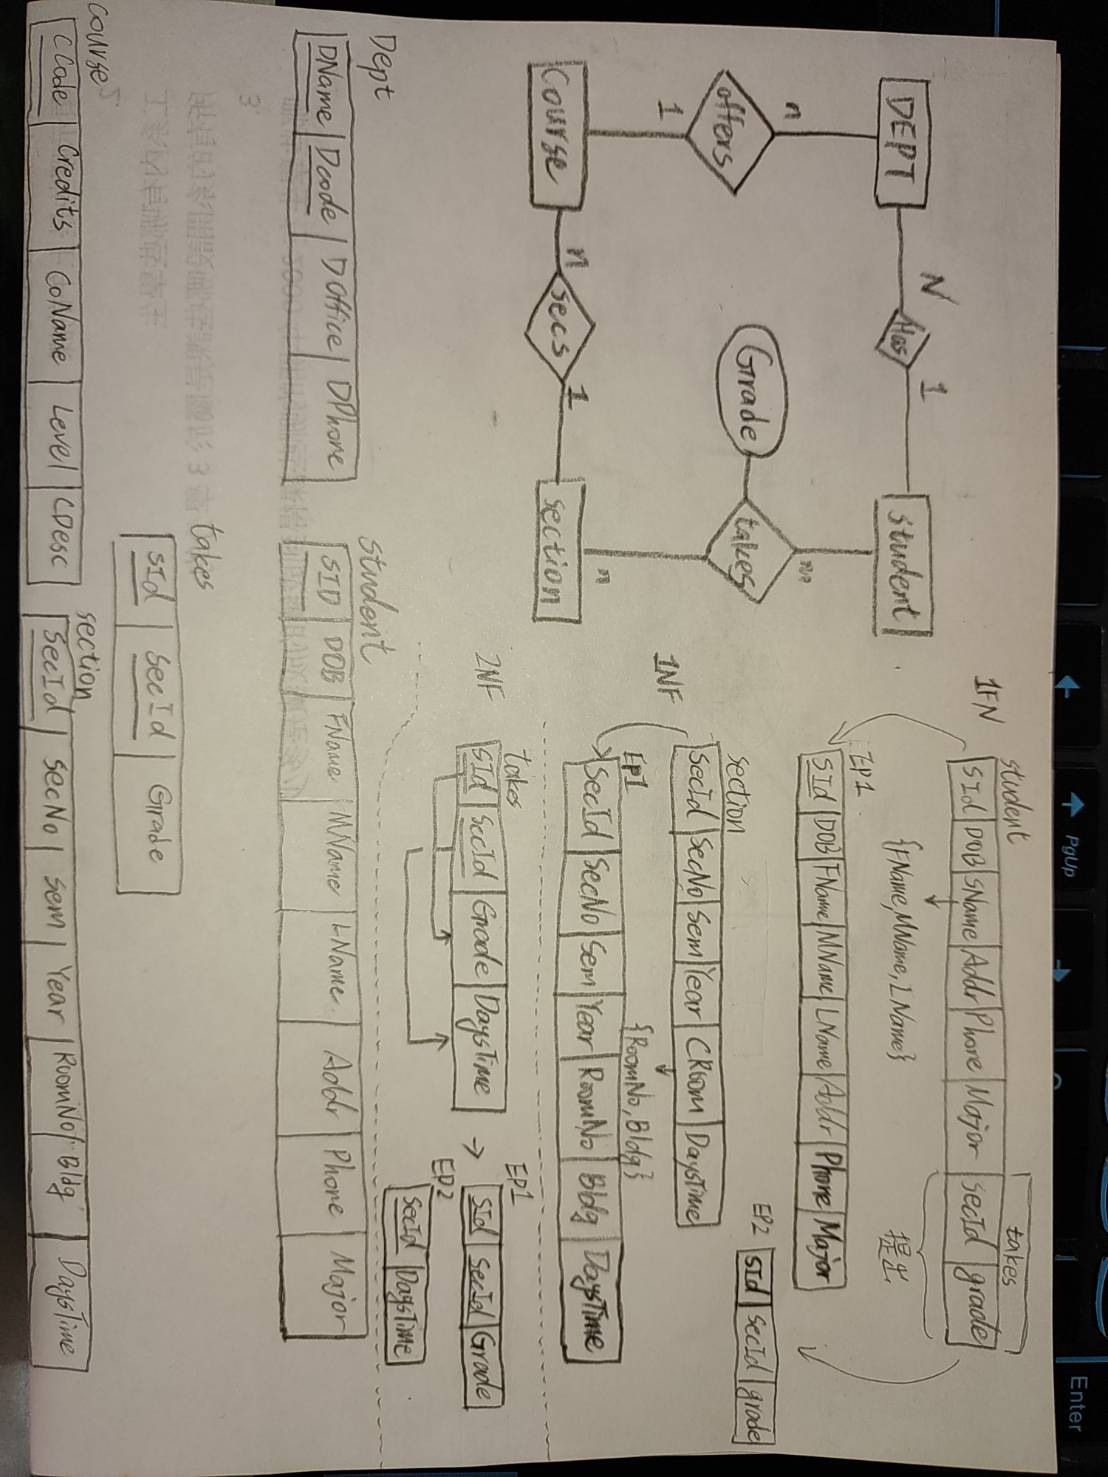 PgUp
Enter
DEPT
N
Has
1
student
n
offers
1
Grade
takes
n
Course
n
secs
1
section
student
takes
1FN
SId DOB SName Addr Phone Major secId grade
{FName, MName, LName}
提出
EP1
SId DOB FName MName LName Addr Phone Major
EP2
SId SecId grade
section
SecId SecNo Sem Year CRoom DaysTime
1NF
{RoomNo, Bldg}
EP1
SecId SecNo Sem Year RoomNo Bldg DaysTime
takes
2NF
SId SecId Grade DaysTime
EP1
SId SecId Grade
EP2
SecId DaysTime
Dept
DName Dcode DOffice DPhone
student
SID DOB FName MName LName Addr Phone Major
takes
SId SecId Grade
course
CCode Credits CoName Level CDesc
section
SecId SecNo Sem Year RoomNo Bldg DaysTime